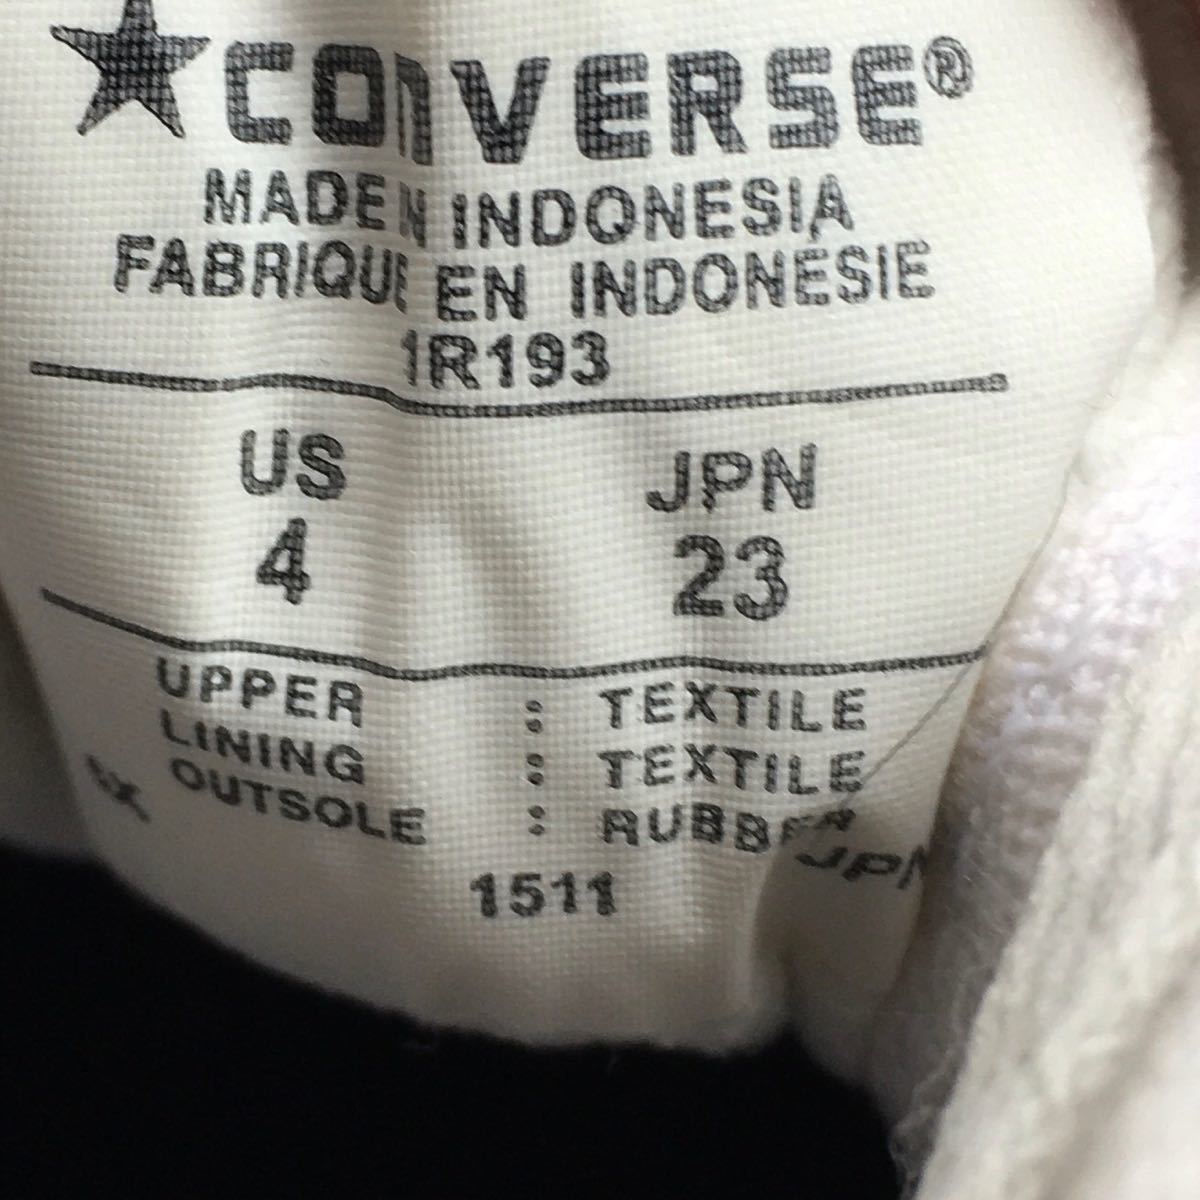 ★CONVERSE®
MADE IN INDONESIA
FABRIQUE EN INDONESIE
1R193
US JPN
4 23
UPPER : TEXTILE
LINING : TEXTILE
OUTSOLE : RUBBER
JPN
1511